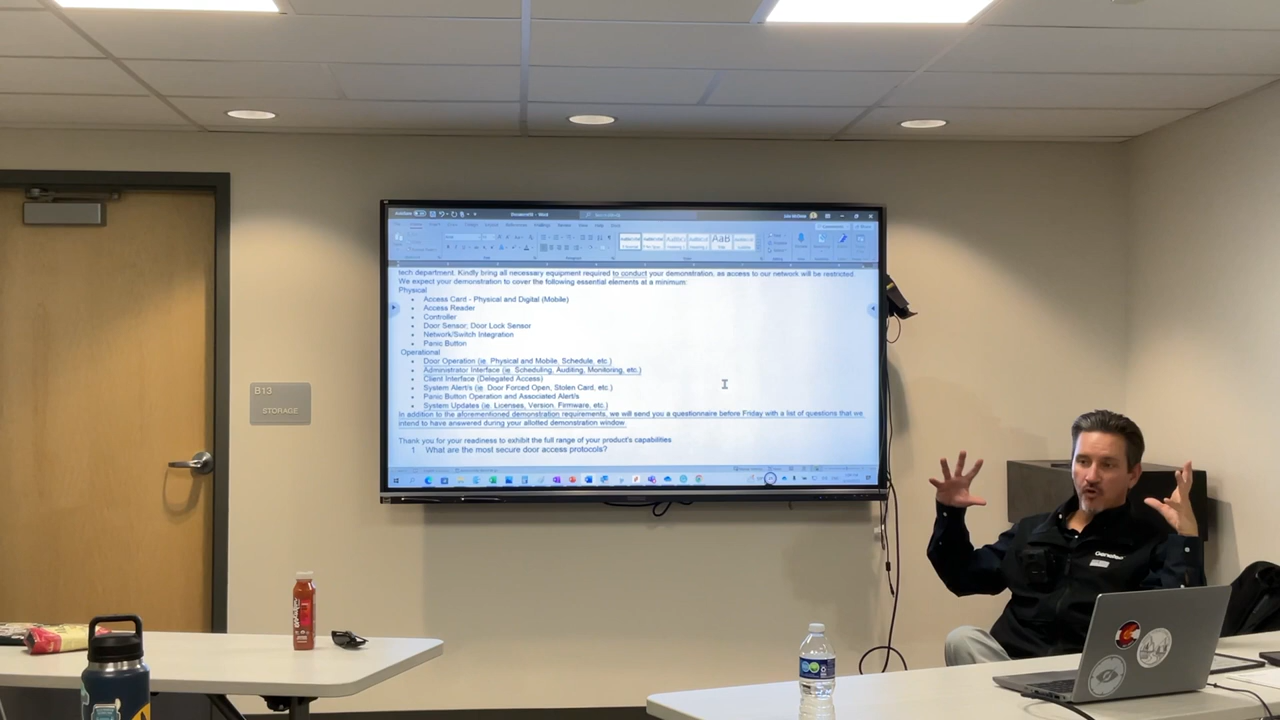 Document8 - Word
tech department. Kindly bring all necessary equipment required to conduct your demonstration, as access to our network will be restricted.
We expect your demonstration to cover the following essential elements at a minimum:
Physical
• Access Card - Physical and Digital (Mobile)
• Access Reader
• Controller
• Door Sensor, Door Lock Sensor
• Network/Switch Integration
• Panic Button
Operational
• Door Operation (ie. Physical and Mobile, Schedule, etc.)
• Administrator Interface (ie. Scheduling, Auditing, Monitoring, etc.)
• Client Interface (Delegated Access)
• System Alert/s (ie. Door Forced Open, Stolen Card, etc.)
• Panic Button Operation and Associated Alert/s
• System Updates (ie. Licenses, Version, Firmware, etc.)
In addition to the aforementioned demonstration requirements, we will send you a questionnaire before Friday with a list of questions that we
intend to have answered during your allotted demonstration window.
Thank you for your readiness to exhibit the full range of your product's capabilities
1 What are the most secure door access protocols?
B13
STORAGE
Genetec